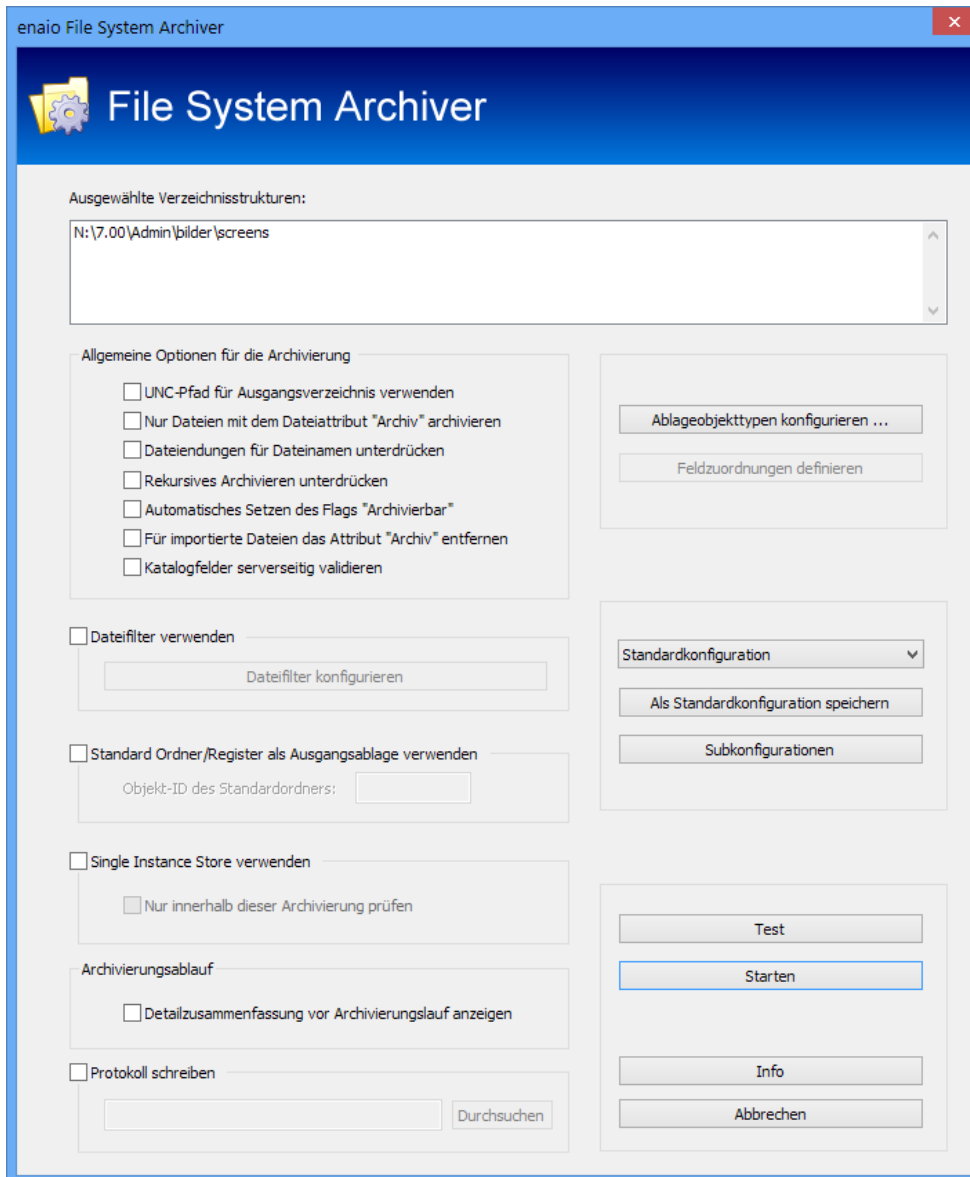 enaio File System Archiver
File System Archiver
Ausgewählte Verzeichnisstrukturen:
N:\7.00\Admin\bilder\screens
Allgemeine Optionen für die Archivierung
UNC-Pfad für Ausgangsverzeichnis verwenden
Nur Dateien mit dem Dateiattribut "Archiv" archivieren
Dateiendungen für Dateinamen unterdrücken
Rekursives Archivieren unterdrücken
Automatisches Setzen des Flags "Archivierbar"
Für importierte Dateien das Attribut "Archiv" entfernen
Katalogfelder serverseitig validieren
Ablageobjekttypen konfigurieren ...
Feldzuordnungen definieren
Dateifilter verwenden
Dateifilter konfigurieren
Standardkonfiguration
Als Standardkonfiguration speichern
Subkonfigurationen
Standard Ordner/Register als Ausgangsablage verwenden
Objekt-ID des Standardordners:
Single Instance Store verwenden
Nur innerhalb dieser Archivierung prüfen
Archivierungsablauf
Detailzusammenfassung vor Archivierungslauf anzeigen
Protokoll schreiben
Durchsuchen
Test
Starten
Info
Abbrechen